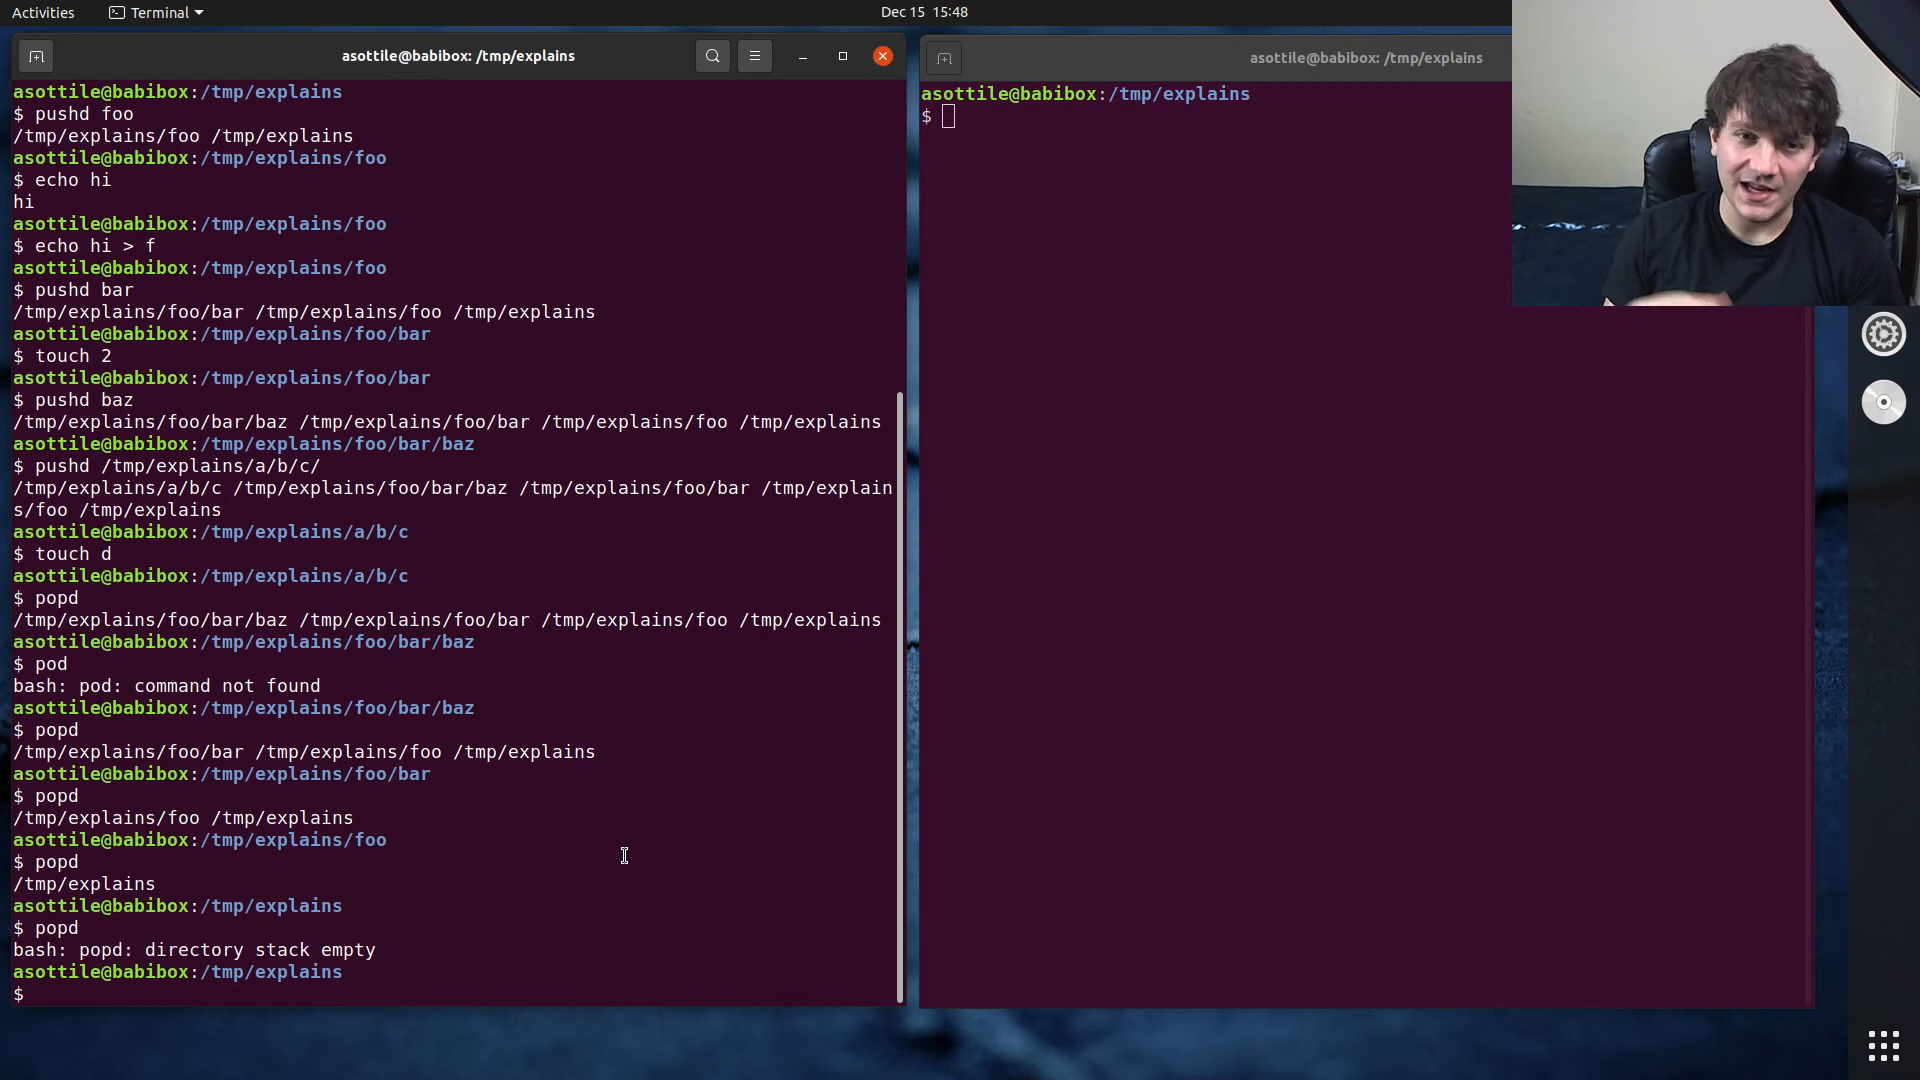 Activities
Terminal
Dec 15 15:48
asottile@babibox: /tmp/explains
asottile@babibox:/tmp/explains
$ pushd foo
/tmp/explains/foo /tmp/explains
asottile@babibox:/tmp/explains/foo
$ echo hi
hi
asottile@babibox:/tmp/explains/foo
$ echo hi > f
asottile@babibox:/tmp/explains/foo
$ pushd bar
/tmp/explains/foo/bar /tmp/explains/foo /tmp/explains
asottile@babibox:/tmp/explains/foo/bar
$ touch 2
asottile@babibox:/tmp/explains/foo/bar
$ pushd baz
/tmp/explains/foo/bar/baz /tmp/explains/foo/bar /tmp/explains/foo /tmp/explains
asottile@babibox:/tmp/explains/foo/bar/baz
$ pushd /tmp/explains/a/b/c/
/tmp/explains/a/b/c /tmp/explains/foo/bar/baz /tmp/explains/foo/bar /tmp/explain
s/foo /tmp/explains
asottile@babibox:/tmp/explains/a/b/c
$ touch d
asottile@babibox:/tmp/explains/a/b/c
$ popd
/tmp/explains/foo/bar/baz /tmp/explains/foo/bar /tmp/explains/foo /tmp/explains
asottile@babibox:/tmp/explains/foo/bar/baz
$ pod
bash: pod: command not found
asottile@babibox:/tmp/explains/foo/bar/baz
$ popd
/tmp/explains/foo/bar /tmp/explains/foo /tmp/explains
asottile@babibox:/tmp/explains/foo/bar
$ popd
/tmp/explains/foo /tmp/explains
asottile@babibox:/tmp/explains/foo
$ popd
/tmp/explains
asottile@babibox:/tmp/explains
$ popd
bash: popd: directory stack empty
asottile@babibox:/tmp/explains
$
asottile@babibox: /tmp/explains
asottile@babibox:/tmp/explains
$